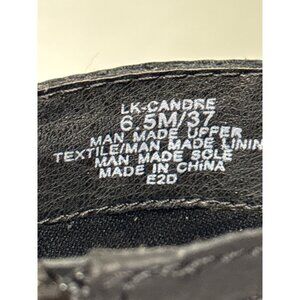 LK-CANDRE
6.5M/37
MAN MADE UPPER
TEXTILE/MAN MADE LINING
MAN MADE SOLE
MADE IN CHINA
E2D